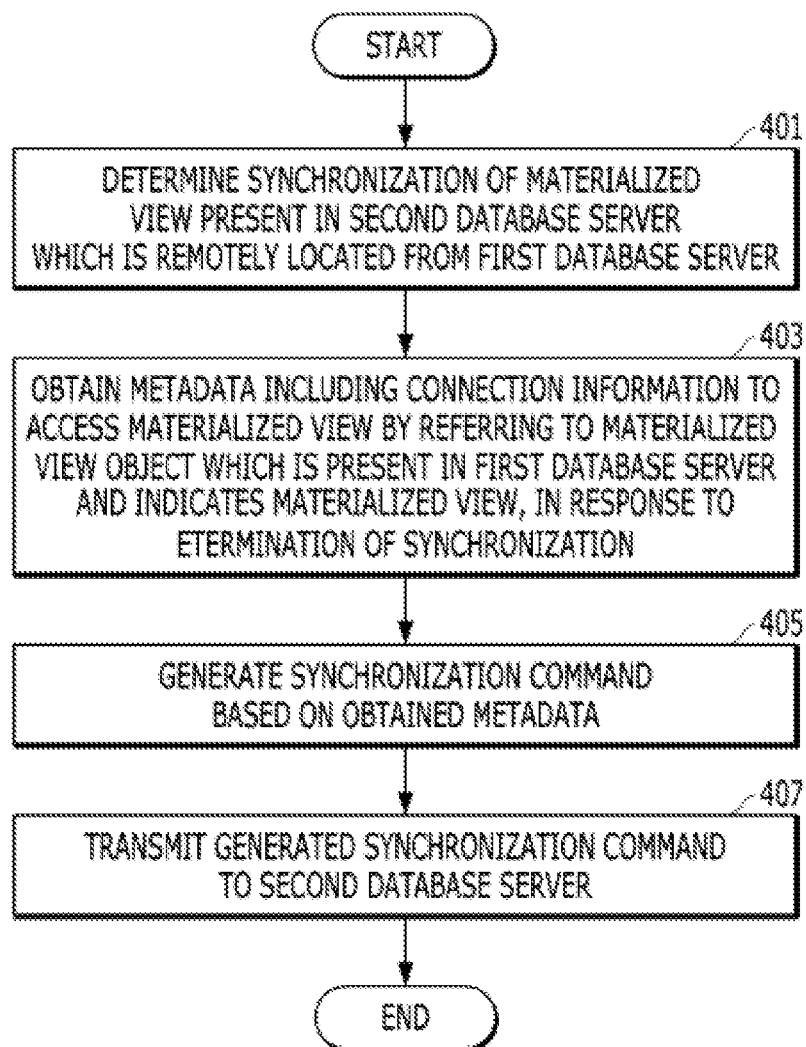 START
401
DETERMINE SYNCHRONIZATION OF MATERIALIZED
VIEW PRESENT IN SECOND DATABASE SERVER
WHICH IS REMOTELY LOCATED FROM FIRST DATABASE SERVER
403
OBTAIN METADATA INCLUDING CONNECTION INFORMATION TO
ACCESS MATERIALIZED VIEW BY REFERRING TO MATERIALIZED
VIEW OBJECT WHICH IS PRESENT IN FIRST DATABASE SERVER
AND INDICATES MATERIALIZED VIEW, IN RESPONSE TO
ETERMINATION OF SYNCHRONIZATION
405
GENERATE SYNCHRONIZATION COMMAND
BASED ON OBTAINED METADATA
407
TRANSMIT GENERATED SYNCHRONIZATION COMMAND
TO SECOND DATABASE SERVER
END